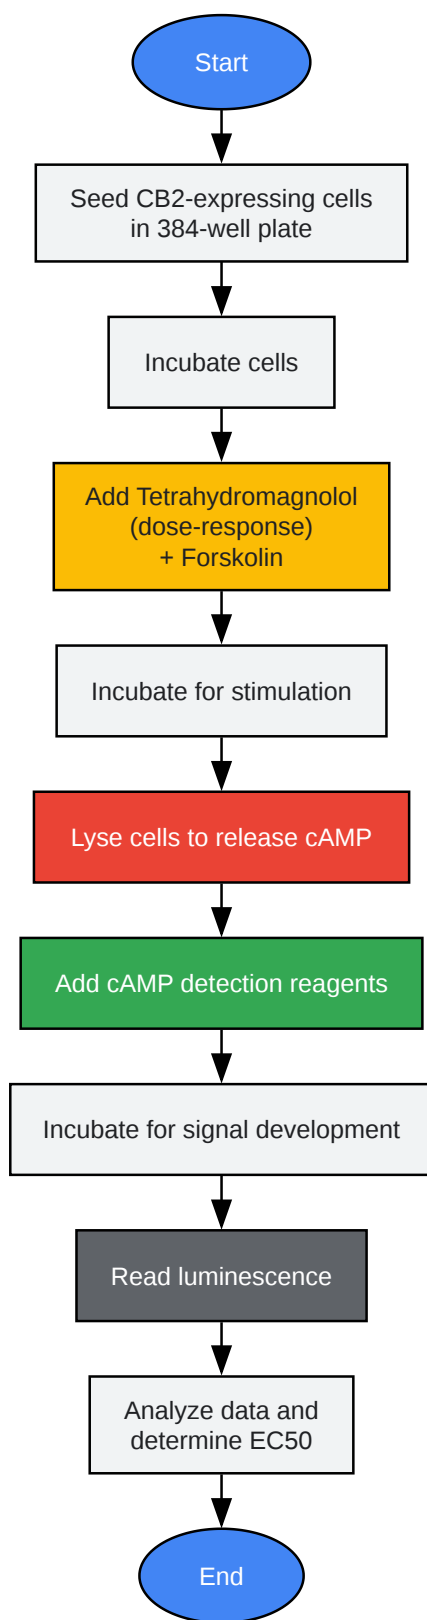 Start
Seed CB2-expressing cells
in 384-well plate
Incubate cells
Add Tetrahydromagnolol
(dose-response)
+ Forskolin
Incubate for stimulation
Lyse cells to release cAMP
Add cAMP detection reagents
Incubate for signal development
Read luminescence
Analyze data and
determine EC50
End